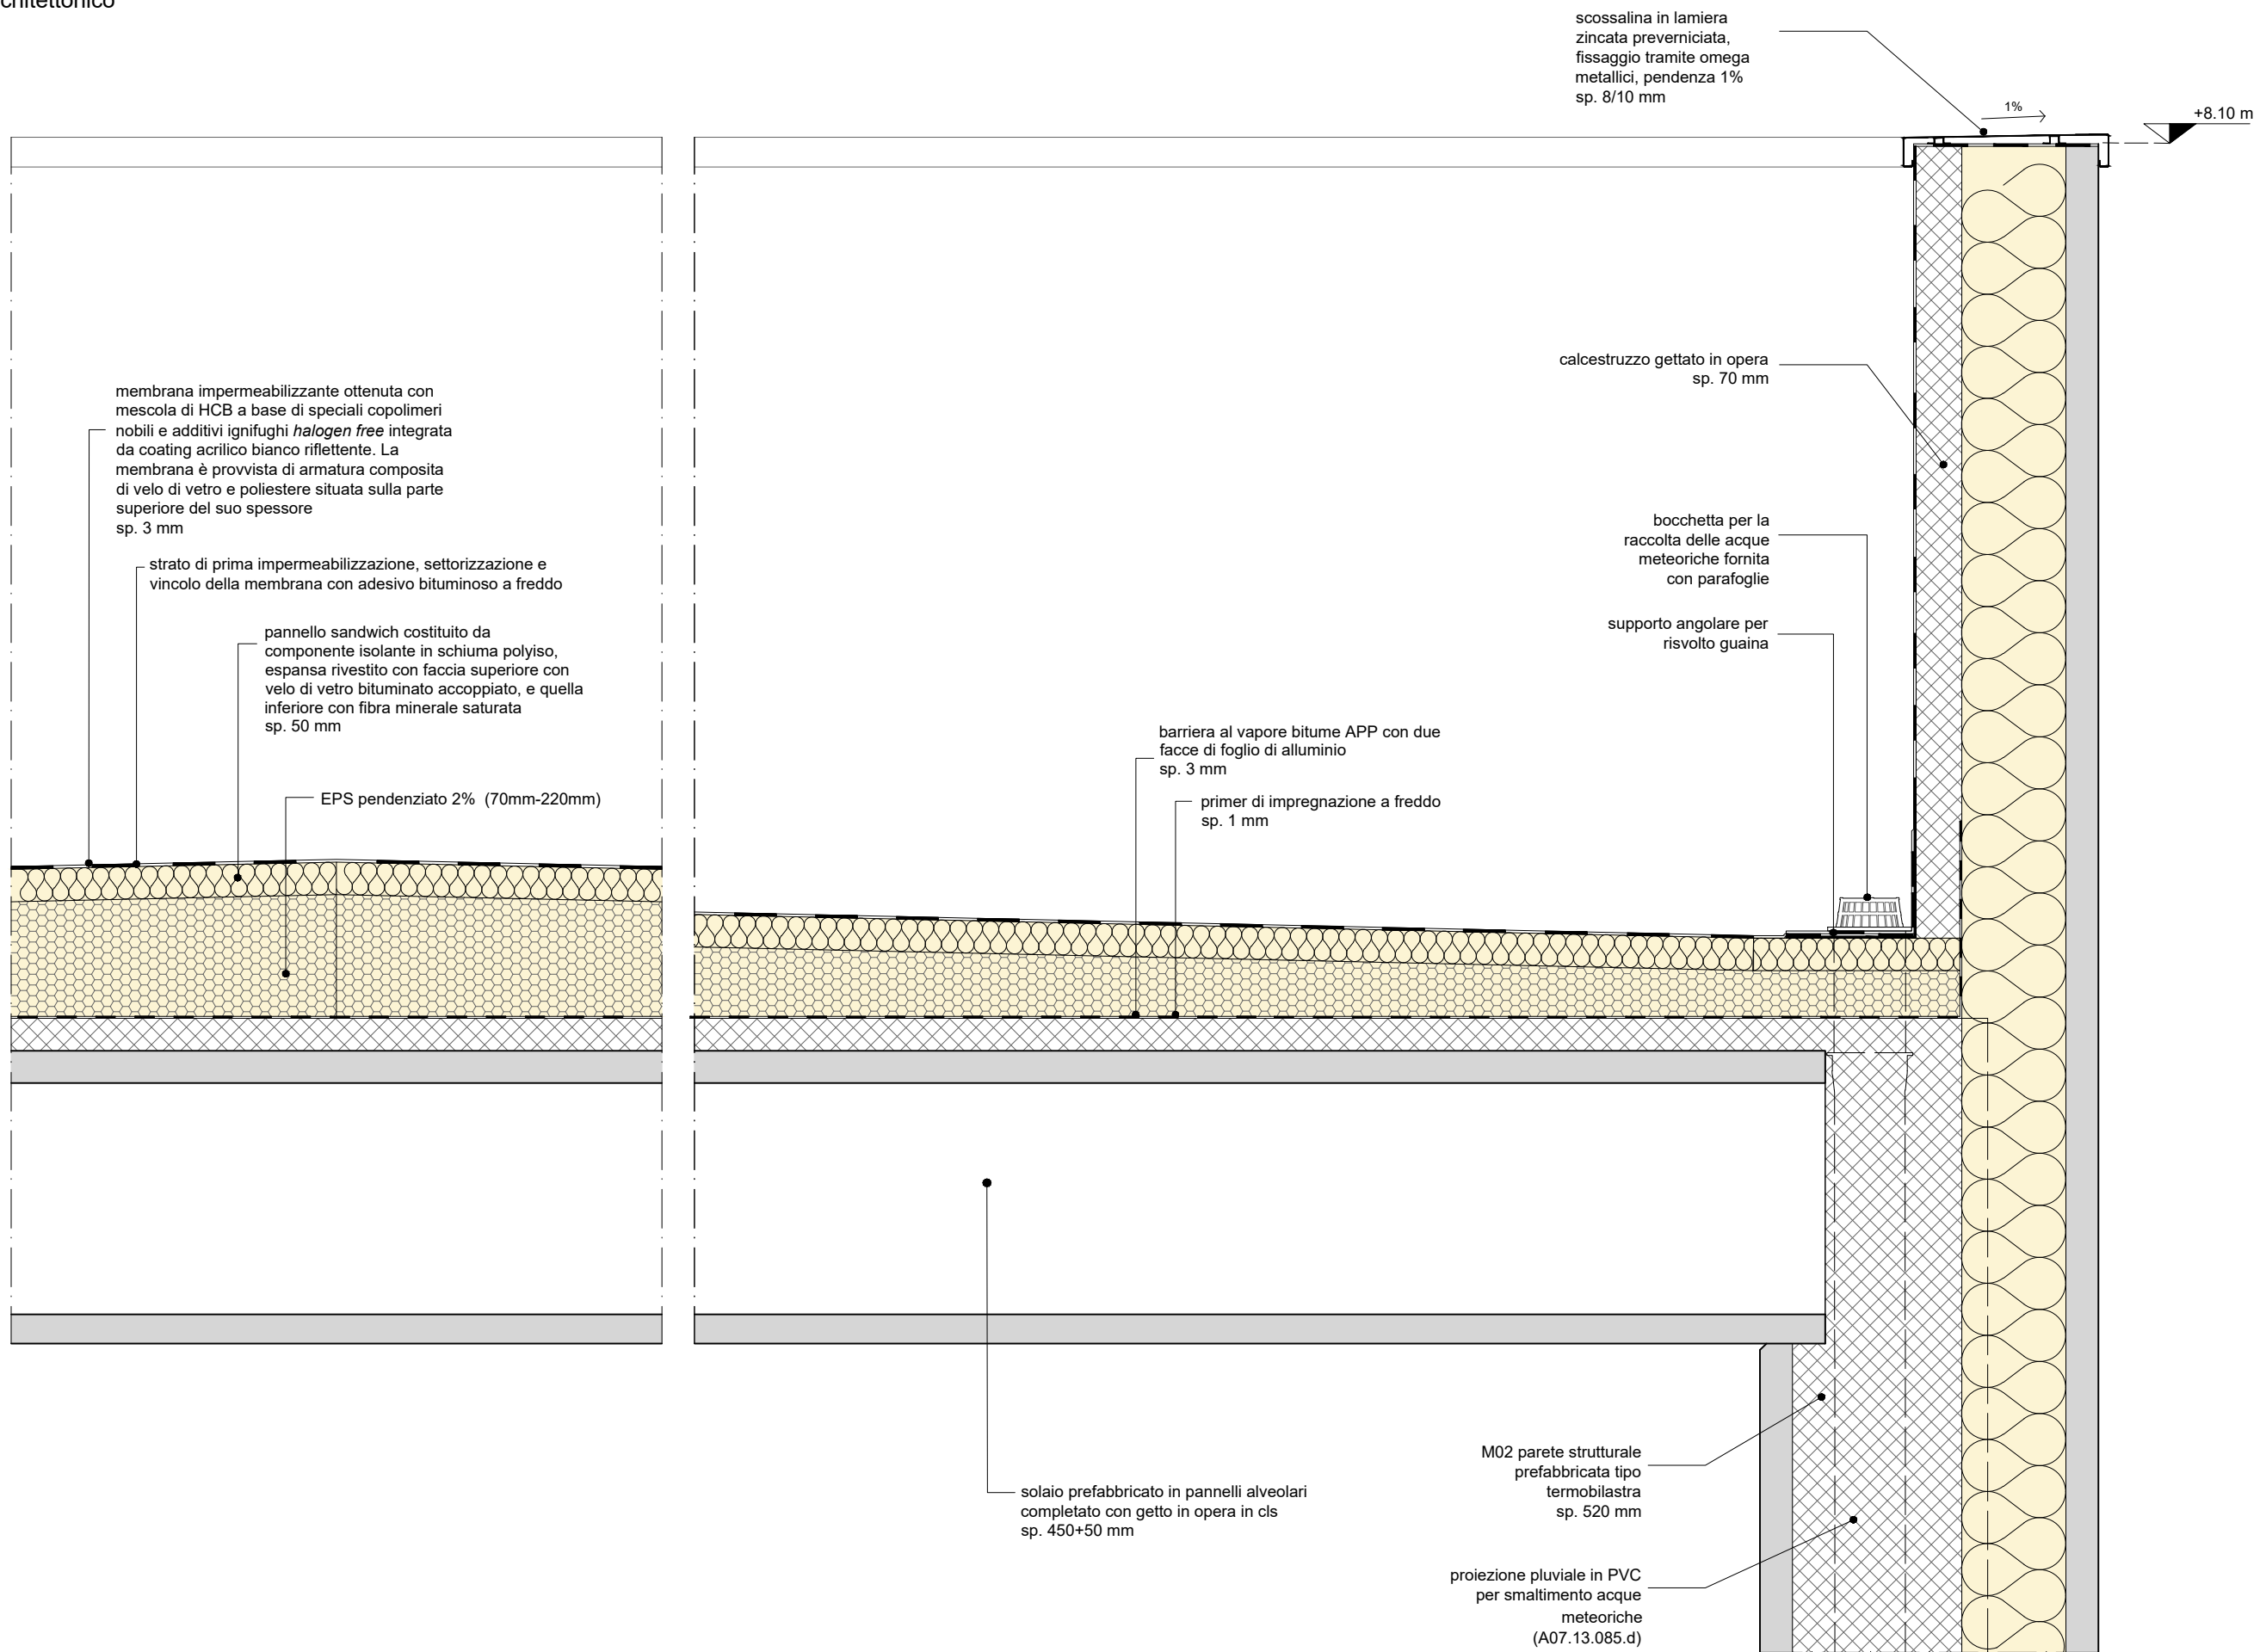 chitettonico
scossalina in lamiera
zincata preverniciata,
fissaggio tramite omega
metallici, pendenza 1%
sp. 8/10 mm
1%
+8.10 m
calcestruzzo gettato in opera
sp. 70 mm
membrana impermeabilizzante ottenuta con
mescola di HCB a base di speciali copolimeri
nobili e additivi ignifughi halogen free integrata
da coating acrilico bianco riflettente. La
membrana è provvista di armatura composita
di velo di vetro e poliestere situata sulla parte
superiore del suo spessore
sp. 3 mm
bocchetta per la
raccolta delle acque
meteoriche fornita
con parafoglie
strato di prima impermeabilizzazione, settorizzazione e
vincolo della membrana con adesivo bituminoso a freddo
supporto angolare per
risvolto guaina
pannello sandwich costituito da
componente isolante in schiuma polyiso,
espansa rivestito con faccia superiore con
velo di vetro bituminato accoppiato, e quella
inferiore con fibra minerale saturata
sp. 50 mm
barriera al vapore bitume APP con due
facce di foglio di alluminio
sp. 3 mm
EPS pendenziato 2% (70mm-220mm)
primer di impregnazione a freddo
sp. 1 mm
M02 parete strutturale
prefabbricata tipo
termobilastra
sp. 520 mm
solaio prefabbricato in pannelli alveolari
completato con getto in opera in cls
sp. 450+50 mm
proiezione pluviale in PVC
per smaltimento acque
meteoriche
(A07.13.085.d)